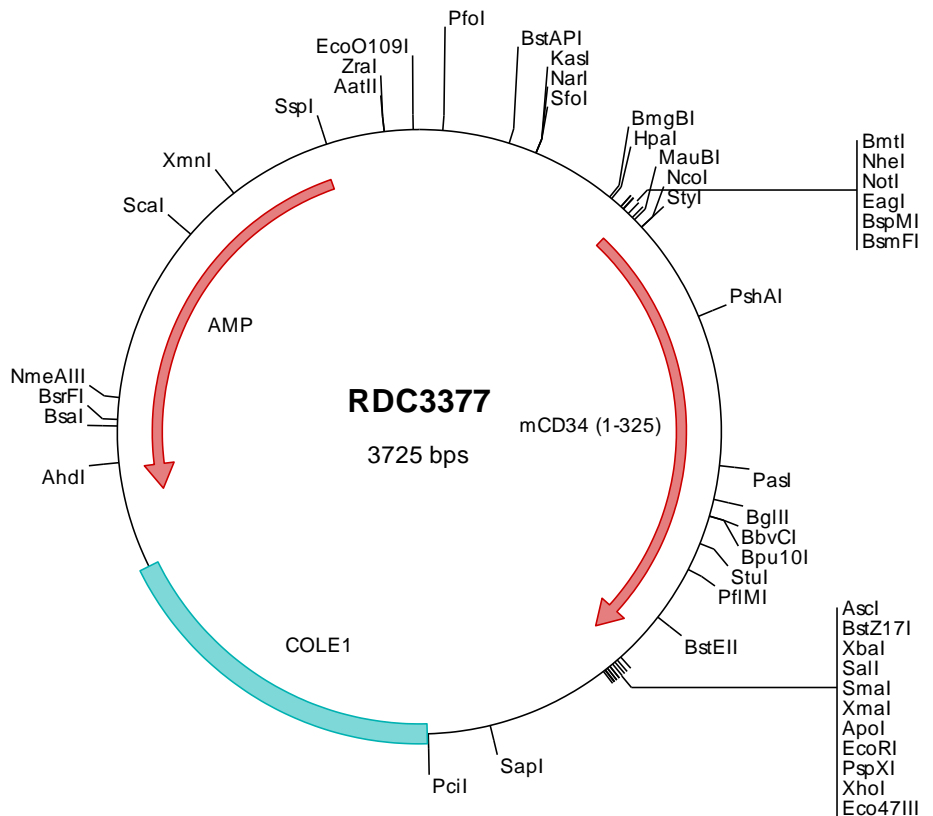 PfoI
EcoO109I
ZraI
AatII
SspI
XmnI
ScaI
BstAPI
KasI
NarI
SfoI
BmgBI
HpaI
MauBI
NcoI
StyI
BmtI
NheI
NotI
EagI
BspMI
BsmFI
PshAI
AMP
NmeAIII
BsrFI
BsaI
AhdI
RDC3377
3725 bps
mCD34 (1-325)
PasI
BglII
BbvCI
Bpu10I
StuI
PflMI
BstEII
COLE1
AscI
BstZ17I
XbaI
SalI
SmaI
XmaI
ApoI
EcoRI
PspXI
XhoI
Eco47III
SapI
PciI